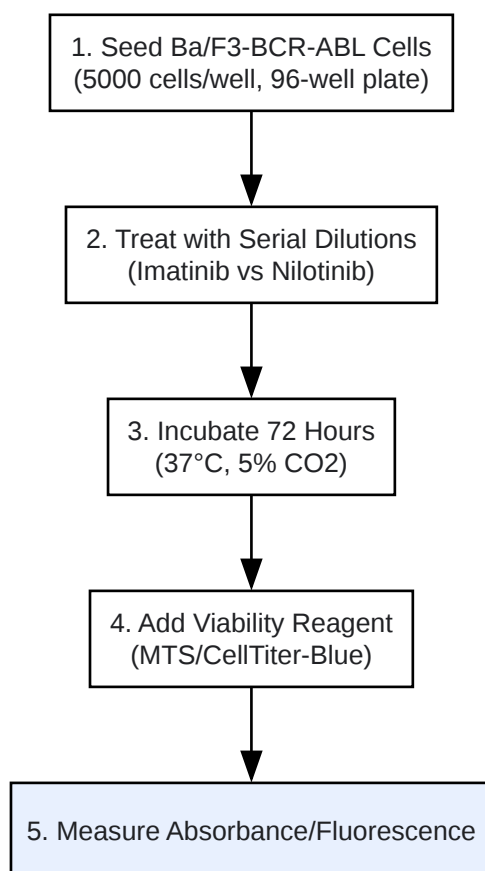 1. Seed Ba/F3-BCR-ABL Cells
(5000 cells/well, 96-well plate)
2. Treat with Serial Dilutions
(Imatinib vs Nilotinib)
3. Incubate 72 Hours
(37°C, 5% CO2)
4. Add Viability Reagent
(MTS/CellTiter-Blue)
5. Measure Absorbance/Fluorescence